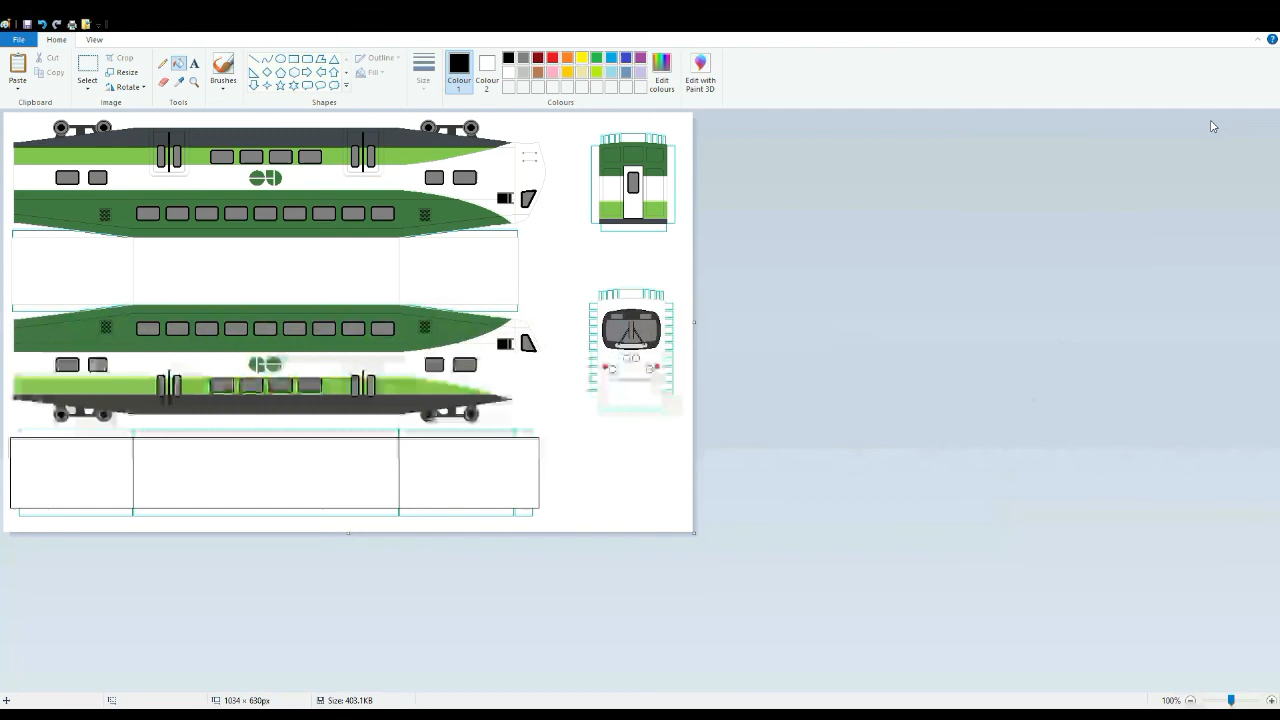 File Home View
Paste
Cut
Copy
Clipboard
Select
Crop
Resize
Rotate
Image
A
Tools
Brushes
Outline
Fill
Shapes
Size
Colour
1
Colour
2
Edit
colours
Colours
Edit with
Paint 3D
1034 × 630px
Size: 403.1KB
100%